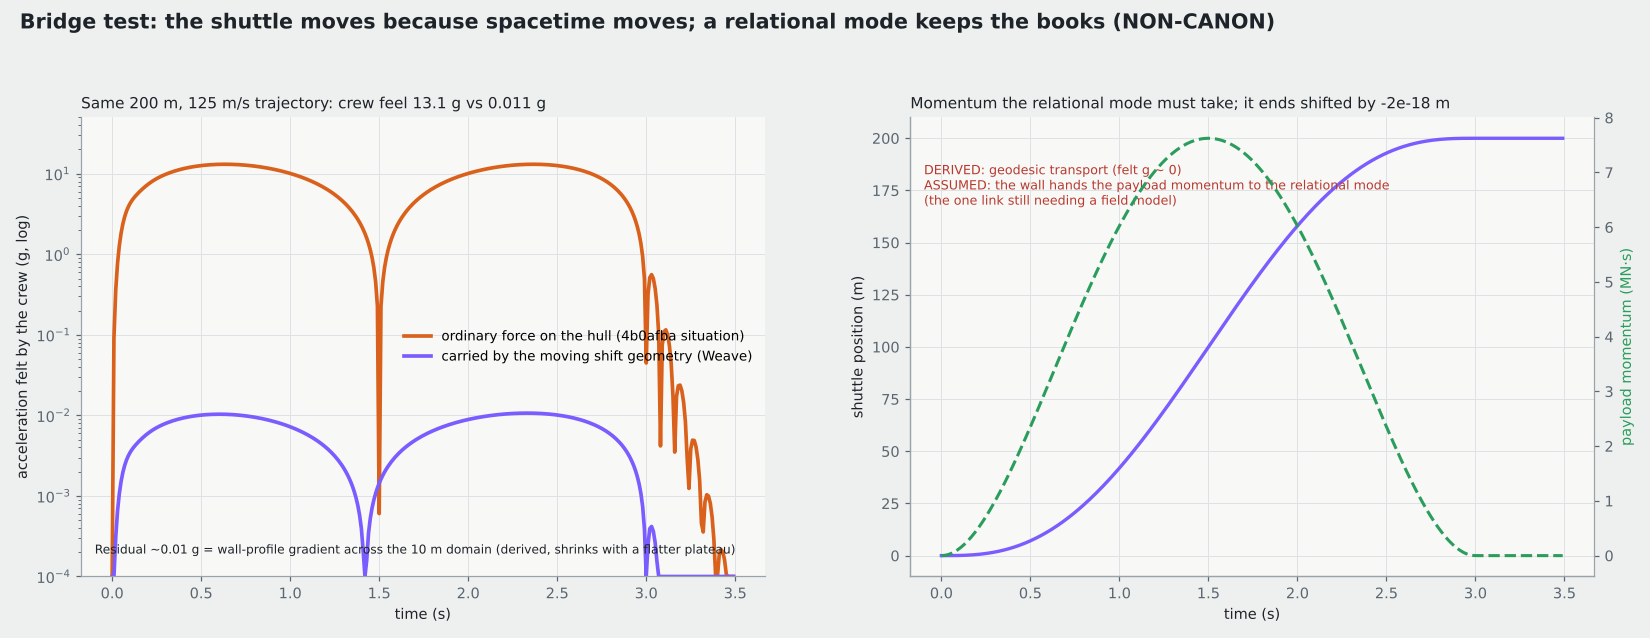 Bridge test: the shuttle moves because spacetime moves; a relational mode keeps the books (NON-CANON)
Same 200 m, 125 m/s trajectory: crew feel 13.1 g vs 0.011 g
acceleration felt by the crew (g, log)
10¹
10⁰
10⁻¹
10⁻²
10⁻³
10⁻⁴
ordinary force on the hull (4b0afba situation)
carried by the moving shift geometry (Weave)
Residual ~0.01 g = wall-profile gradient across the 10 m domain (derived, shrinks with a flatter plateau)
0.0 0.5 1.0 1.5 2.0 2.5 3.0 3.5
time (s)
Momentum the relational mode must take; it ends shifted by -2e-18 m
shuttle position (m)
200
175
150
125
100
75
50
25
0
DERIVED: geodesic transport (felt g ~ 0)
ASSUMED: the wall hands the payload momentum to the relational mode
(the one link still needing a field model)
8
7
6
5
4
3
2
1
0
payload momentum (MN·s)
0.0 0.5 1.0 1.5 2.0 2.5 3.0 3.5
time (s)